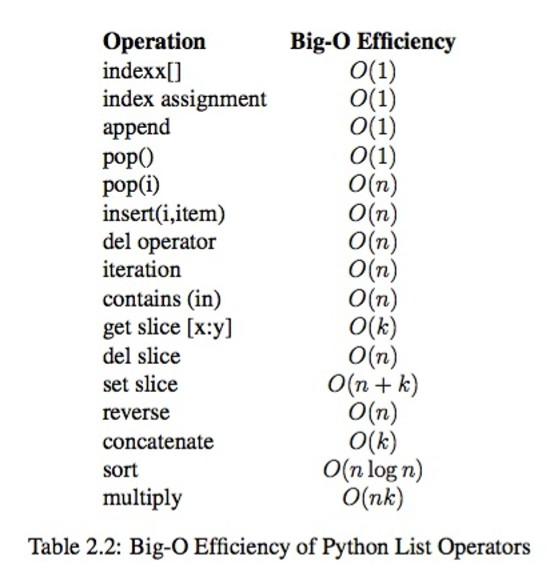 Operation Big-O Efficiency
indexx[] O(1)
index assignment O(1)
append O(1)
pop() O(1)
pop(i) O(n)
insert(i,item) O(n)
del operator O(n)
iteration O(n)
contains (in) O(n)
get slice [x:y] O(k)
del slice O(n)
set slice O(n + k)
reverse O(n)
concatenate O(k)
sort O(n log n)
multiply O(nk)
Table 2.2: Big-O Efficiency of Python List Operators